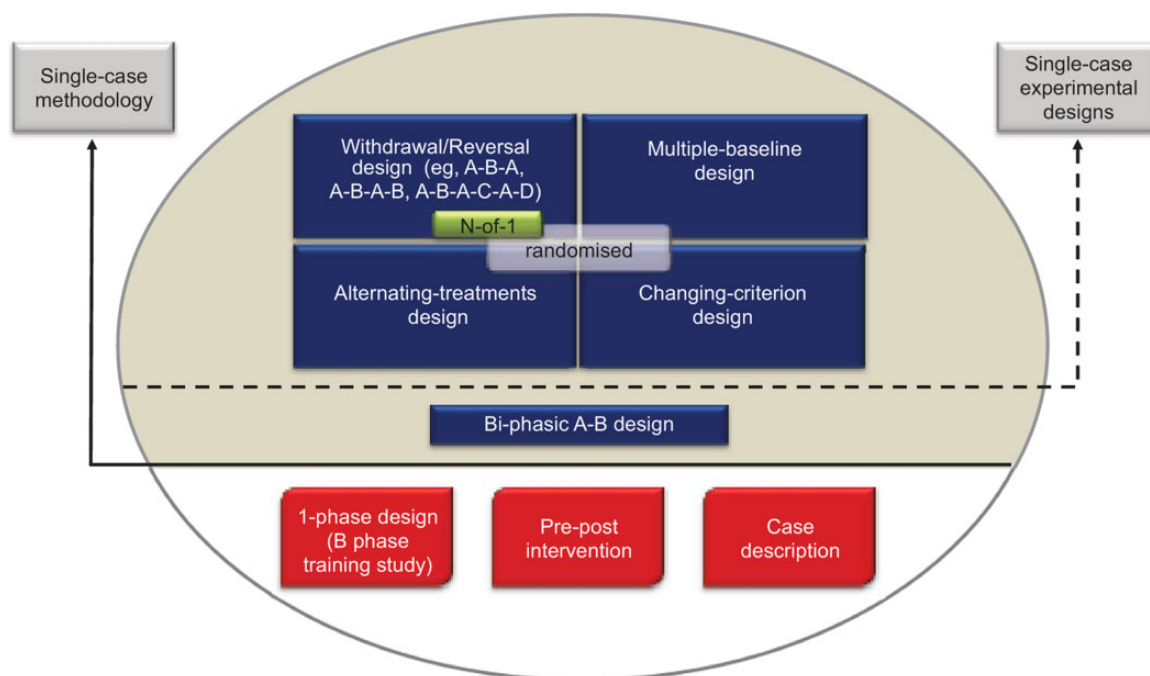 Single-case
methodology
Single-case
experimental
designs
Withdrawal/Reversal
design (eg, A-B-A,
A-B-A-B, A-B-A-C-A-D)
Multiple-baseline
design
N-of-1
randomised
Alternating-treatments
design
Changing-criterion
design
Bi-phasic A-B design
1-phase design
(B phase
training study)
Pre-post
intervention
Case
description